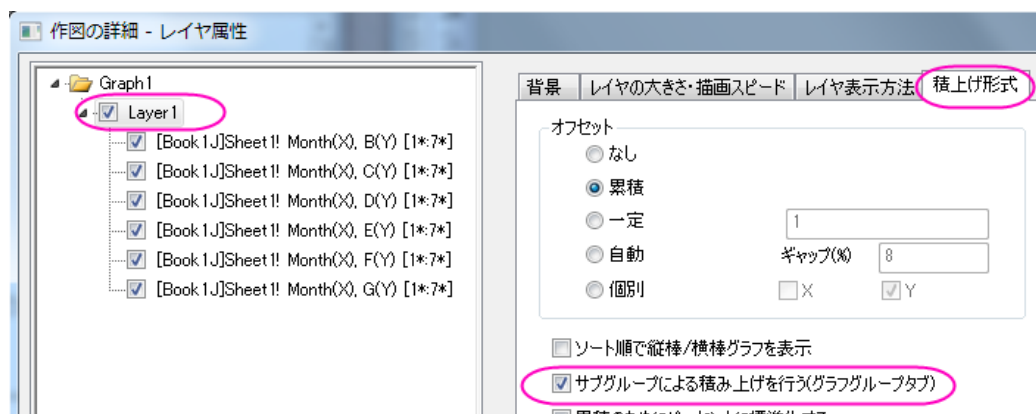 作図の詳細 - レイヤ属性
Graph1
Layer1
[Book1J]Sheet1! Month(X), B(Y) [1*:7*]
[Book1J]Sheet1! Month(X), C(Y) [1*:7*]
[Book1J]Sheet1! Month(X), D(Y) [1*:7*]
[Book1J]Sheet1! Month(X), E(Y) [1*:7*]
[Book1J]Sheet1! Month(X), F(Y) [1*:7*]
[Book1J]Sheet1! Month(X), G(Y) [1*:7*]
背景 レイヤの大きさ・描画スピード レイヤ表示方法 積上げ形式
オフセット
なし
累積
一定 1
自動 ギャップ(%) 8
個別 X Y
ソート順で縦棒/横棒グラフを表示
サブグループによる積み上げを行う(グラフグループタブ)